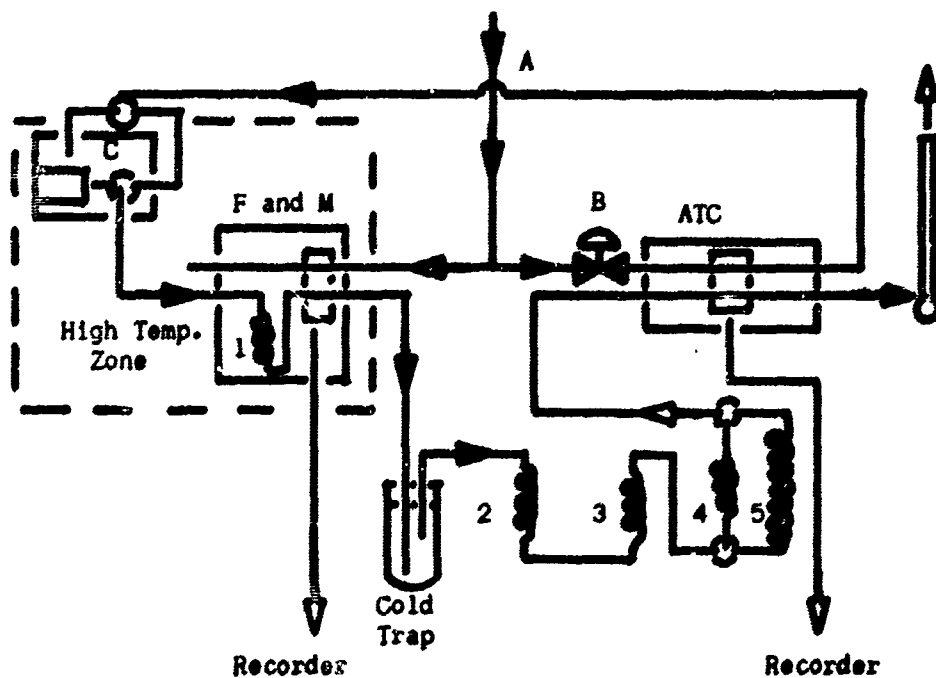 A
C
F and M
B
ATC
High Temp.
Zone
1
2
3
4
5
Cold
Trap
Recorder
Recorder